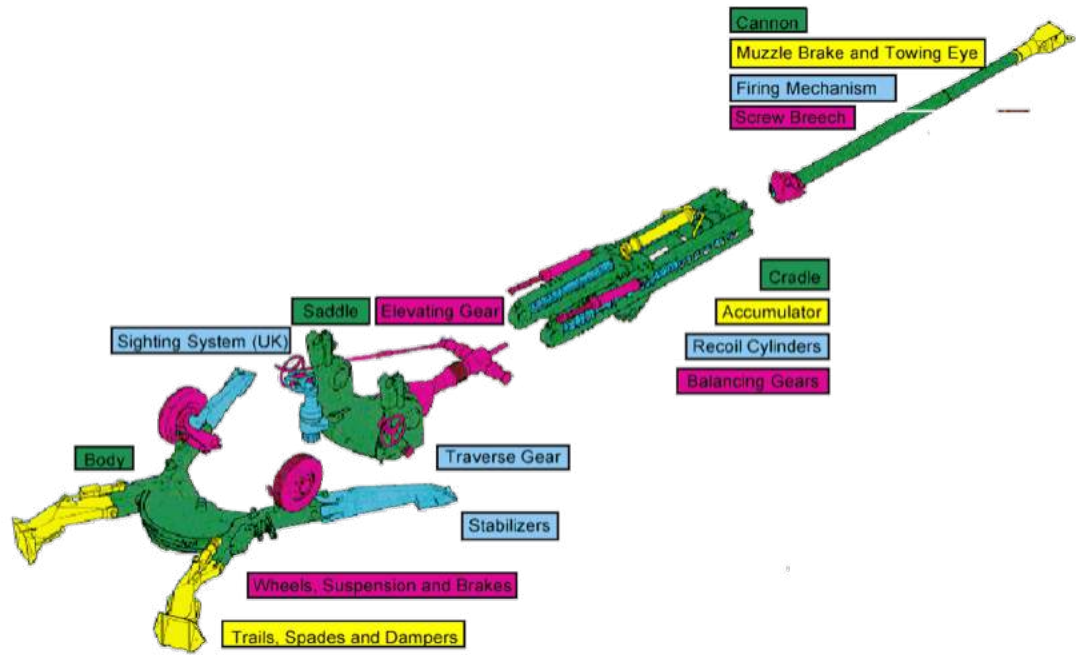 Cannon
Muzzle Brake and Towing Eye
Firing Mechanism
Screw Breech
Cradle
Accumulator
Recoil Cylinders
Balancing Gears
Saddle
Elevating Gear
Sighting System (UK)
Traverse Gear
Body
Stabilizers
Wheels, Suspension and Brakes
Trails, Spades and Dampers